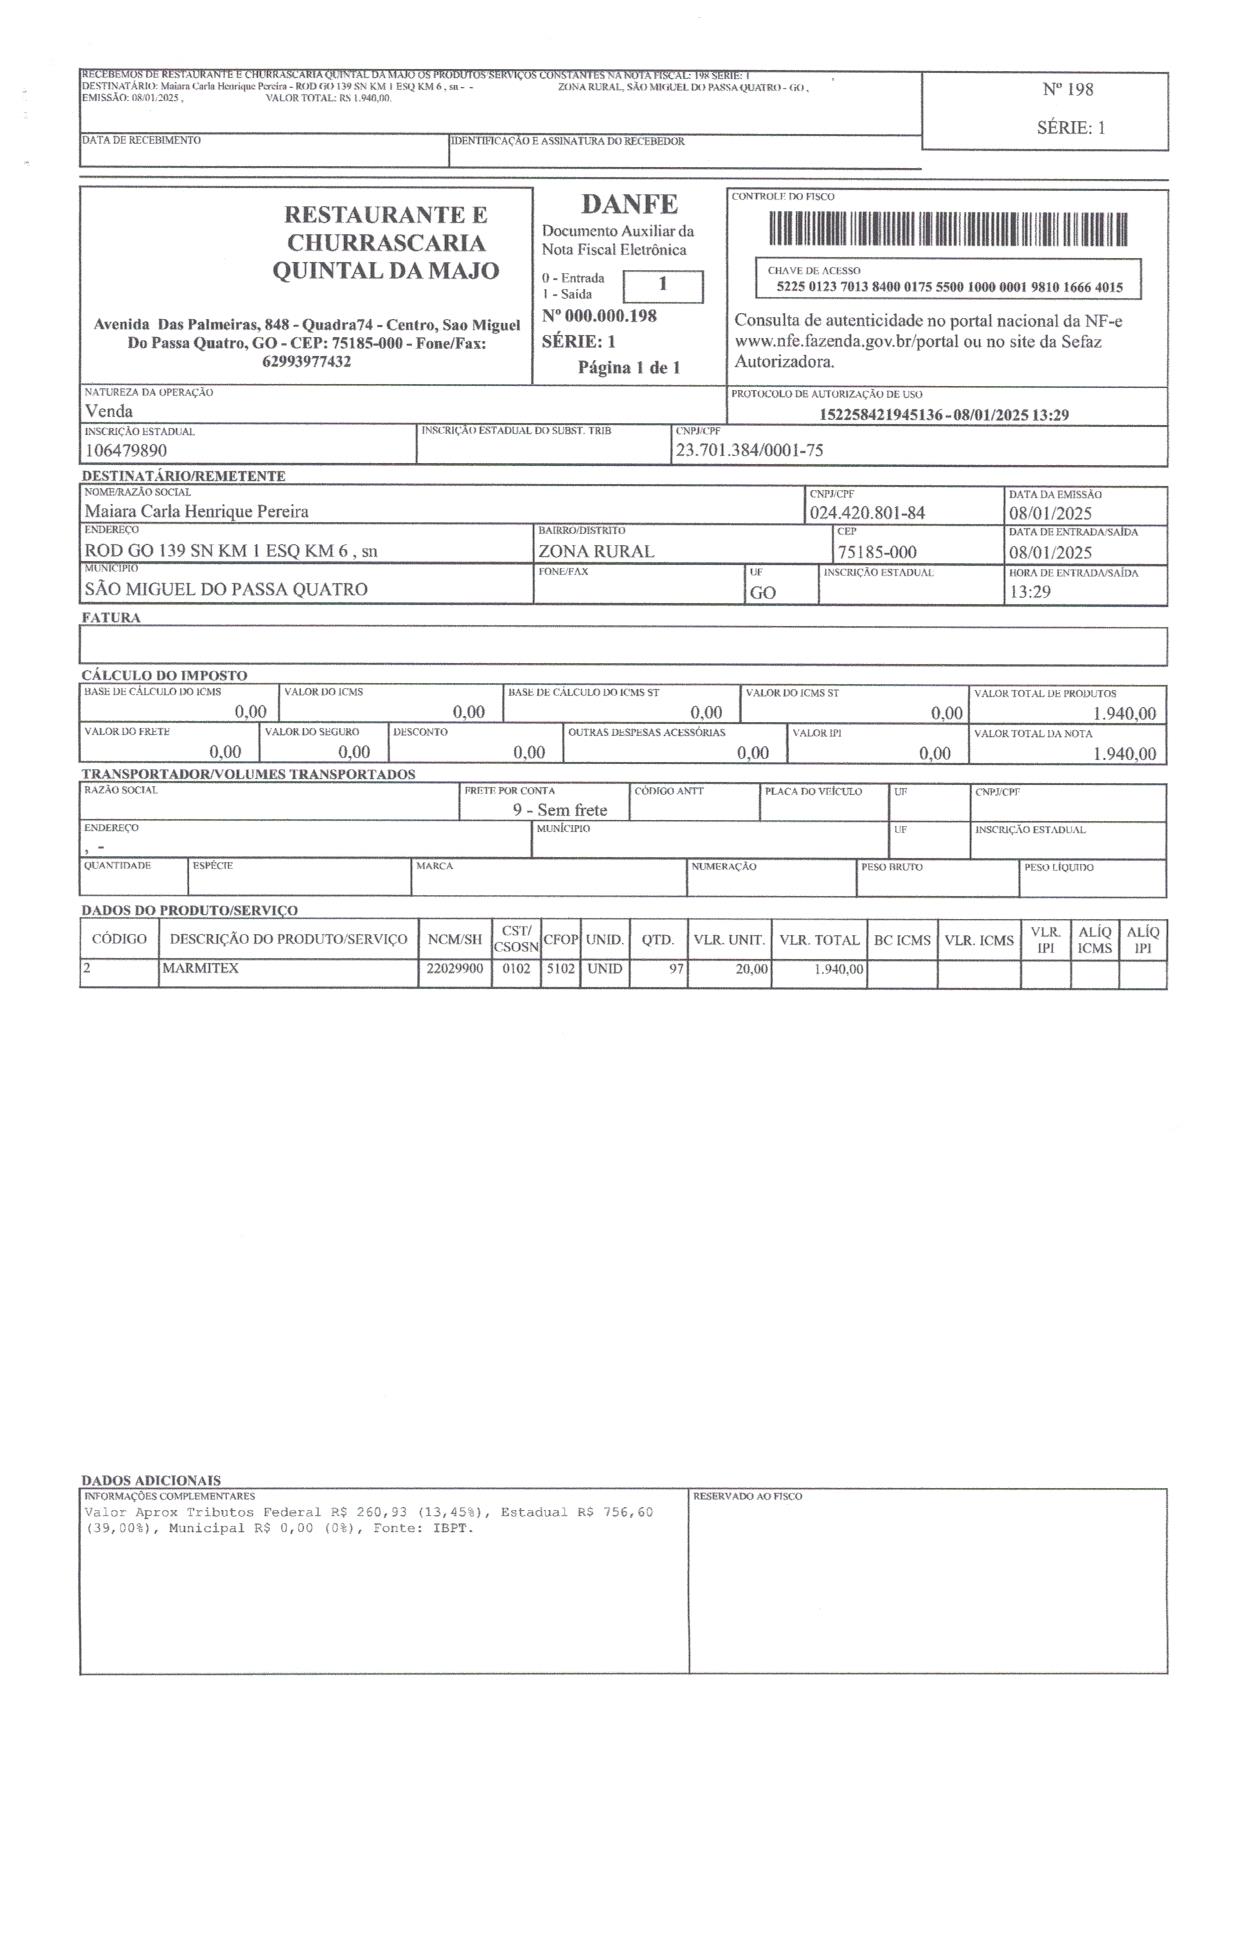 RECEBEMOS DE RESTAURANTE E CHURRASCARIA QUINTAL DA MAJO OS PRODUTOS/SERVIÇOS CONSTANTES NA NOTA FISCAL: 198 SERIE: 1
DESTINATÁRIO: Maiara Carla Henrique Pereira - ROD GO 139 SN KM 1 ESQ KM 6 , sn - - ZONA RURAL, SÃO MIGUEL DO PASSA QUATRO - GO ,
EMISSÃO: 08/01/2025 , VALOR TOTAL: R$ 1.940,00.
Nº 198
SÉRIE: 1
DATA DE RECEBIMENTO IDENTIFICAÇÃO E ASSINATURA DO RECEBEDOR
RESTAURANTE E
CHURRASCARIA
QUINTAL DA MAJO
Avenida Das Palmeiras, 848 - Quadra74 - Centro, Sao Miguel
Do Passa Quatro, GO - CEP: 75185-000 - Fone/Fax:
62993977432
DANFE
Documento Auxiliar da
Nota Fiscal Eletrônica
0 - Entrada
1 - Saída
1
Nº 000.000.198
SÉRIE: 1
Página 1 de 1
CONTROLE DO FISCO
CHAVE DE ACESSO
5225 0123 7013 8400 0175 5500 1000 0001 9810 1666 4015
Consulta de autenticidade no portal nacional da NF-e
www.nfe.fazenda.gov.br/portal ou no site da Sefaz
Autorizadora.
NATUREZA DA OPERAÇÃO PROTOCOLO DE AUTORIZAÇÃO DE USO
Venda 152258421945136 - 08/01/2025 13:29
INSCRIÇÃO ESTADUAL INSCRIÇÃO ESTADUAL DO SUBST. TRIB CNPJ/CPF
106479890 23.701.384/0001-75
DESTINATÁRIO/REMETENTE
NOME/RAZÃO SOCIAL CNPJ/CPF DATA DA EMISSÃO
Maiara Carla Henrique Pereira 024.420.801-84 08/01/2025
ENDEREÇO BAIRRO/DISTRITO CEP DATA DE ENTRADA/SAÍDA
ROD GO 139 SN KM 1 ESQ KM 6 , sn ZONA RURAL 75185-000 08/01/2025
MUNICIPIO FONE/FAX UF INSCRIÇÃO ESTADUAL HORA DE ENTRADA/SAÍDA
SÃO MIGUEL DO PASSA QUATRO GO 13:29
FATURA
CÁLCULO DO IMPOSTO
BASE DE CÁLCULO DO ICMS VALOR DO ICMS BASE DE CÁLCULO DO ICMS ST VALOR DO ICMS ST VALOR TOTAL DE PRODUTOS
0,00 0,00 0,00 0,00 1.940,00
VALOR DO FRETE VALOR DO SEGURO DESCONTO OUTRAS DESPESAS ACESSÓRIAS VALOR IPI VALOR TOTAL DA NOTA
0,00 0,00 0,00 0,00 0,00 1.940,00
TRANSPORTADOR/VOLUMES TRANSPORTADOS
RAZÃO SOCIAL FRETE POR CONTA CÓDIGO ANTT PLACA DO VEÍCULO UF CNPJ/CPF
9 - Sem frete
ENDEREÇO MUNÍCIPIO UF INSCRIÇÃO ESTADUAL
, -
QUANTIDADE ESPÉCIE MARCA NUMERAÇÃO PESO BRUTO PESO LÍQUIDO
DADOS DO PRODUTO/SERVIÇO
CÓDIGO DESCRIÇÃO DO PRODUTO/SERVIÇO NCM/SH CST/ CSOSN CFOP UNID. QTD. VLR. UNIT. VLR. TOTAL BC ICMS VLR. ICMS VLR. IPI ALÍQ ICMS ALÍQ IPI
2 MARMITEX 22029900 0102 5102 UNID 97 20,00 1.940,00
DADOS ADICIONAIS
INFORMAÇÕES COMPLEMENTARES RESERVADO AO FISCO
Valor Aprox Tributos Federal R$ 260,93 (13,45%), Estadual R$ 756,60
(39,00%), Municipal R$ 0,00 (0%), Fonte: IBPT.